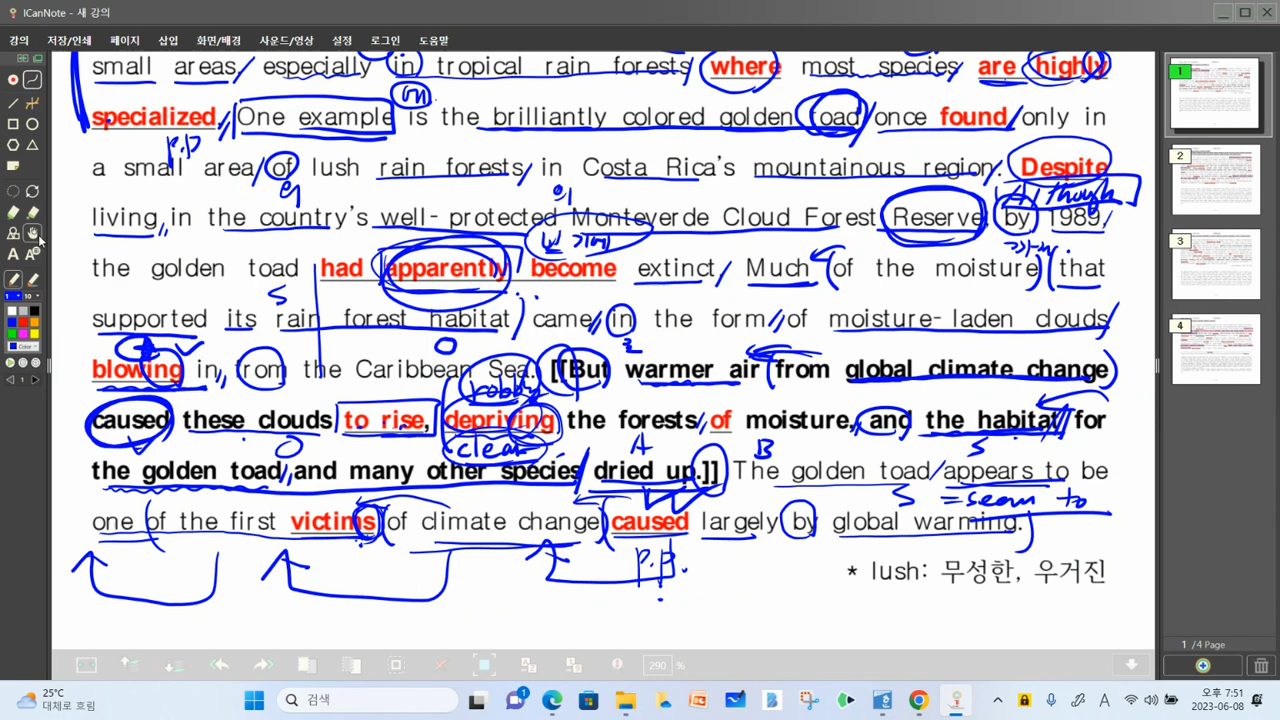 ICanNote - 새 강의
강의 저장/인쇄 페이지 삽입 화면/배경 사운드/영상 설정 로그인 도움말
small areas/ especially in tropical rain forests/ where most species/ are highly
specialized. One example is the brilliantly colored golden toad/ once found/ only in
p.p
a small area/ of lush rain forests/ in Costa Rica's mountainous region. Despite
living, in the country's well- protected Monteverde Cloud Forest Reserve, by 1989,
the golden toad had apparently become extinct/ Much of the moisture (that
S
supported its rain forest habitat/ came/ in the form/ of moisture- laden clouds/
O
blowing in, from the Caribbean Sea. [[But warmer air (from global climate change)
caused these clouds to rise, depriving the forests/ of moisture, and the habitat/ for
O clear A B S
the golden toad, and many other species/ dried up.]] The golden toad/ appears to be
S = seem to
one (of the first victims (of climate change) caused largely by global warming.
p.p.
* lush: 무성한, 우거진
1
2
3
4
290 %
1 /4 Page
1
25°C
대체로 흐림
검색
1
A
오후 7:51
2023-06-08